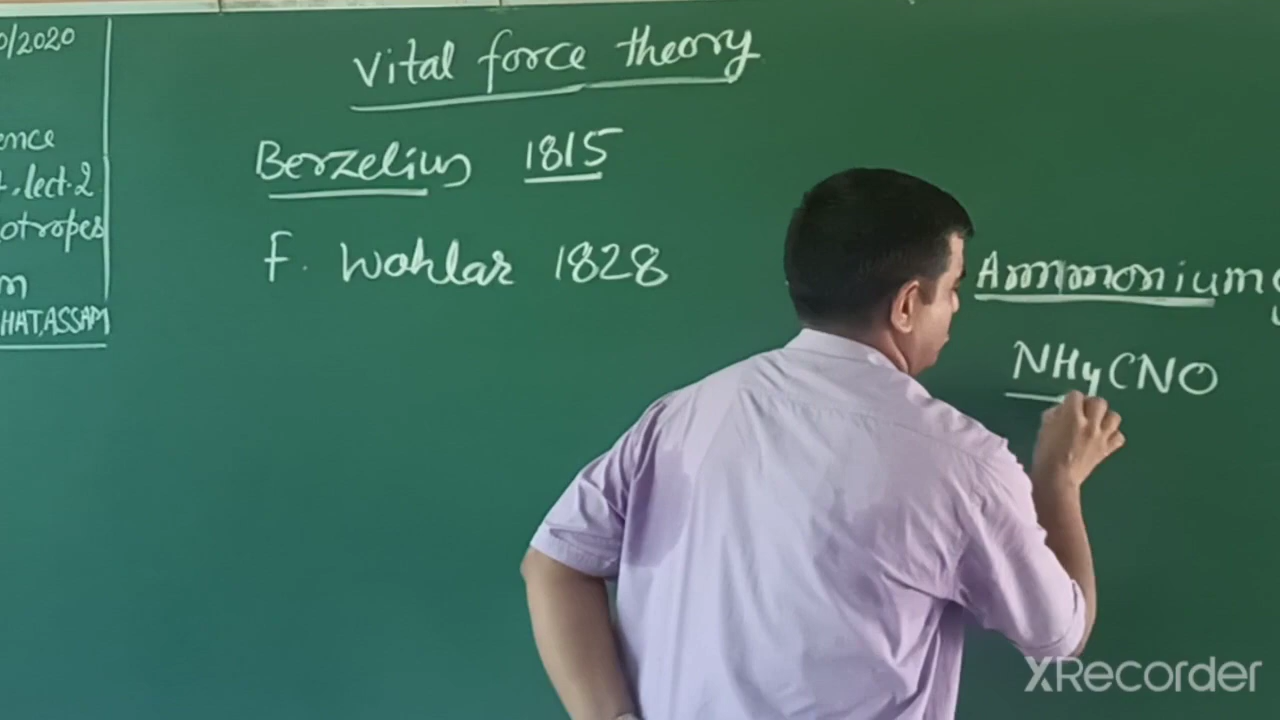 0/2020
ence
lect.2
otropes
m
HAT,ASSAM
Vital force theory
Berzelius 1815
F. Wohlar 1828
Ammonium
NH4CNO
XRecorder